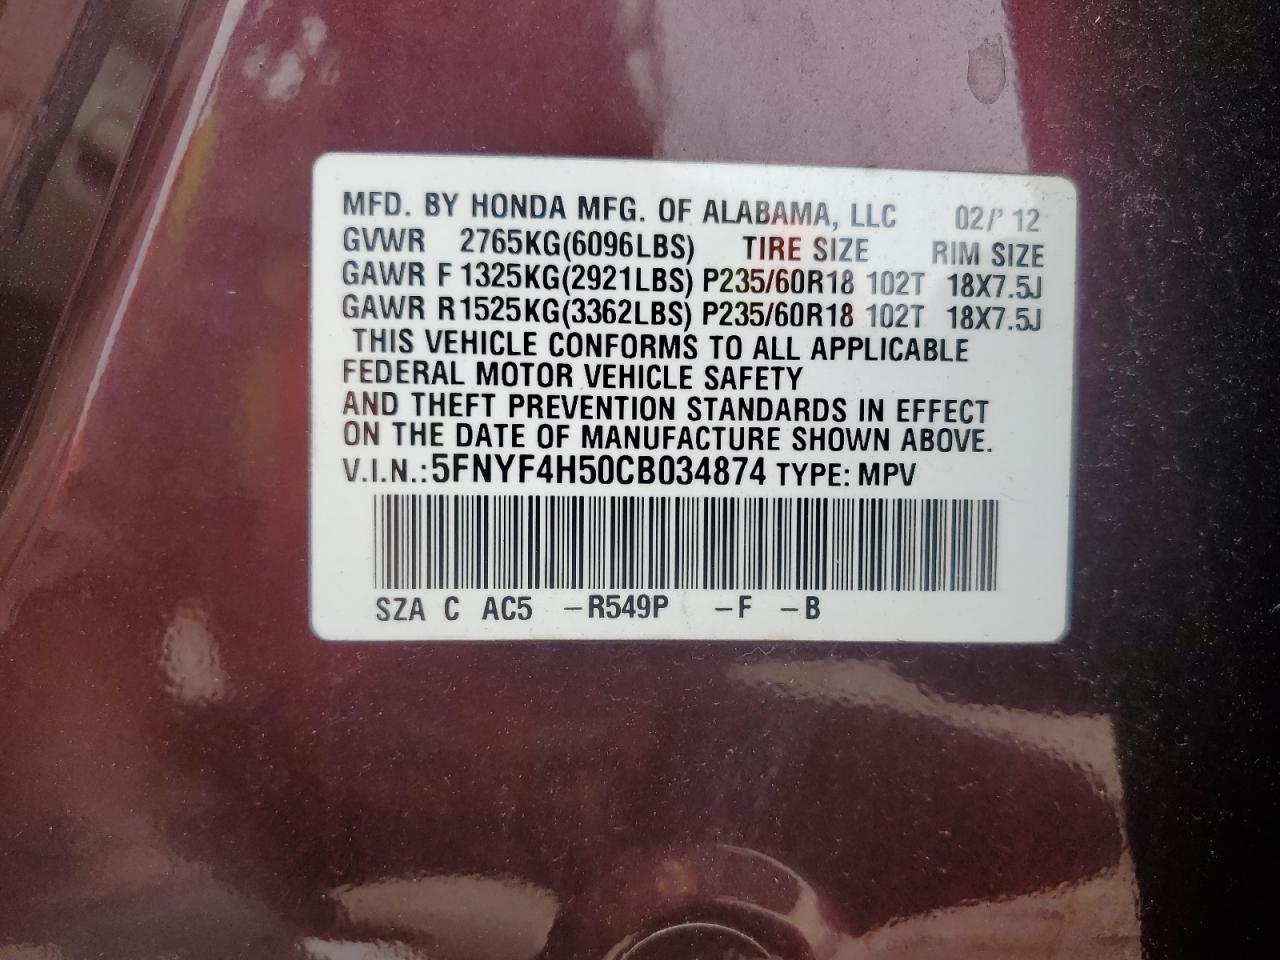 MFD. BY HONDA MFG. OF ALABAMA, LLC 02/' 12
GVWR 2765KG(6096LBS) TIRE SIZE RIM SIZE
GAWR F 1325KG(2921LBS) P235/60R18 102T 18X7.5J
GAWR R1525KG(3362LBS) P235/60R18 102T 18X7.5J
THIS VEHICLE CONFORMS TO ALL APPLICABLE
FEDERAL MOTOR VEHICLE SAFETY
AND THEFT PREVENTION STANDARDS IN EFFECT
ON THE DATE OF MANUFACTURE SHOWN ABOVE.
V.I.N.:5FNYF4H50CB034874 TYPE: MPV
SZA C AC5 -R549P -F -B